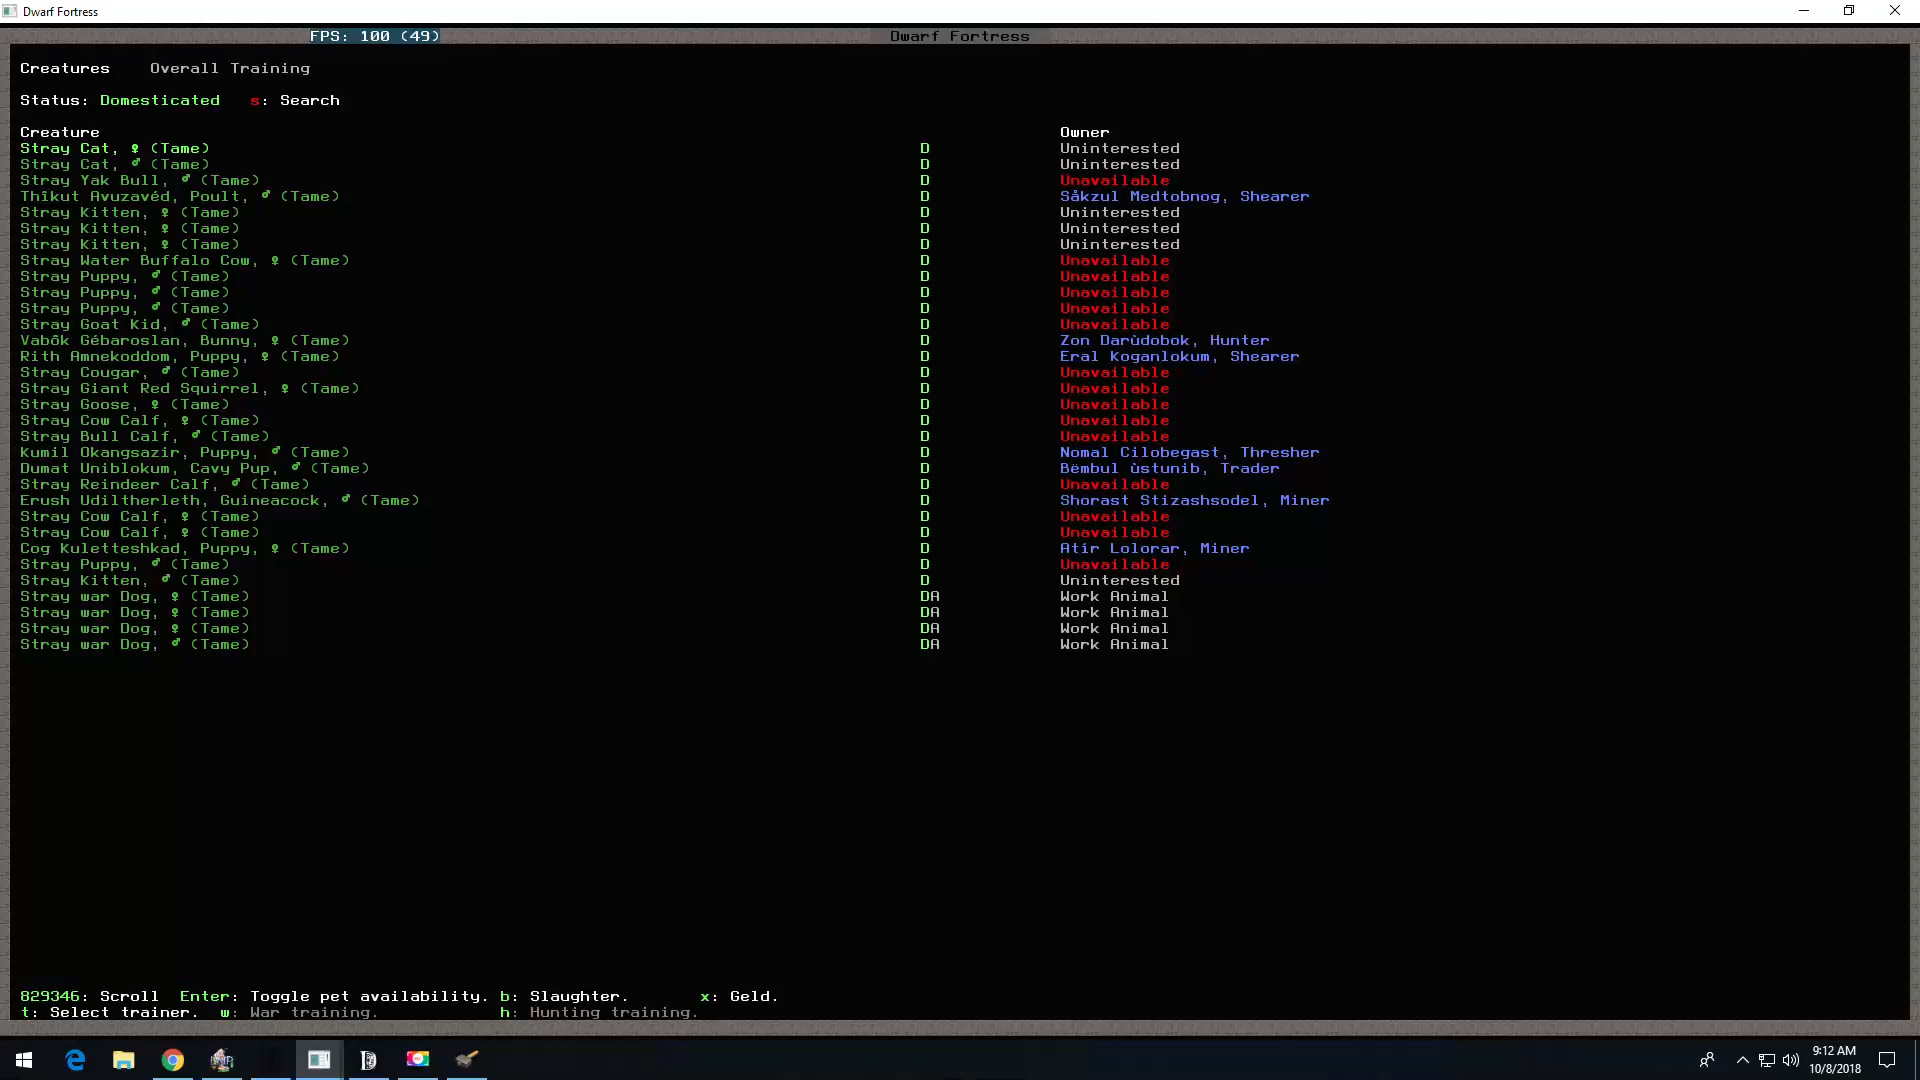 Dwarf Fortress
FPS: 100 (49) Dwarf Fortress
Creatures Overall Training
Status: Domesticated s: Search
Creature Owner
Stray Cat, ♀ (Tame) D Uninterested
Stray Cat, ♂ (Tame) D Uninterested
Stray Yak Bull, ♂ (Tame) D Unavailable
Thîkut Avuzavéd, Poult, ♂ (Tame) D Såkzul Medtobnog, Shearer
Stray Kitten, ♀ (Tame) D Uninterested
Stray Kitten, ♀ (Tame) D Uninterested
Stray Kitten, ♀ (Tame) D Uninterested
Stray Water Buffalo Cow, ♀ (Tame) D Unavailable
Stray Puppy, ♂ (Tame) D Unavailable
Stray Puppy, ♂ (Tame) D Unavailable
Stray Puppy, ♂ (Tame) D Unavailable
Stray Goat Kid, ♂ (Tame) D Unavailable
Vabôk Gëbaroslan, Bunny, ♀ (Tame) D Zon Darùdobok, Hunter
Rith Amnekoddom, Puppy, ♀ (Tame) D Eral Koganlokum, Shearer
Stray Cougar, ♂ (Tame) D Unavailable
Stray Giant Red Squirrel, ♀ (Tame) D Unavailable
Stray Goose, ♀ (Tame) D Unavailable
Stray Cow Calf, ♀ (Tame) D Unavailable
Stray Bull Calf, ♂ (Tame) D Unavailable
Kumil Okangsazir, Puppy, ♂ (Tame) D Nomal Cilobegast, Thresher
Dumat Uniblokum, Cavy Pup, ♂ (Tame) D Bëmbul ùstunib, Trader
Stray Reindeer Calf, ♂ (Tame) D Unavailable
Erush Udiltherleth, Guineacock, ♂ (Tame) D Shorast Stizashsodel, Miner
Stray Cow Calf, ♀ (Tame) D Unavailable
Stray Cow Calf, ♀ (Tame) D Unavailable
Cog Kuletteshkad, Puppy, ♀ (Tame) D Atír Lolorar, Miner
Stray Puppy, ♂ (Tame) D Unavailable
Stray Kitten, ♂ (Tame) D Uninterested
Stray war Dog, ♀ (Tame) DA Work Animal
Stray war Dog, ♀ (Tame) DA Work Animal
Stray war Dog, ♀ (Tame) DA Work Animal
Stray war Dog, ♂ (Tame) DA Work Animal
829346: Scroll Enter: Toggle pet availability. b: Slaughter. x: Geld.
t: Select trainer. w: War training. h: Hunting training.
9:12 AM
10/8/2018